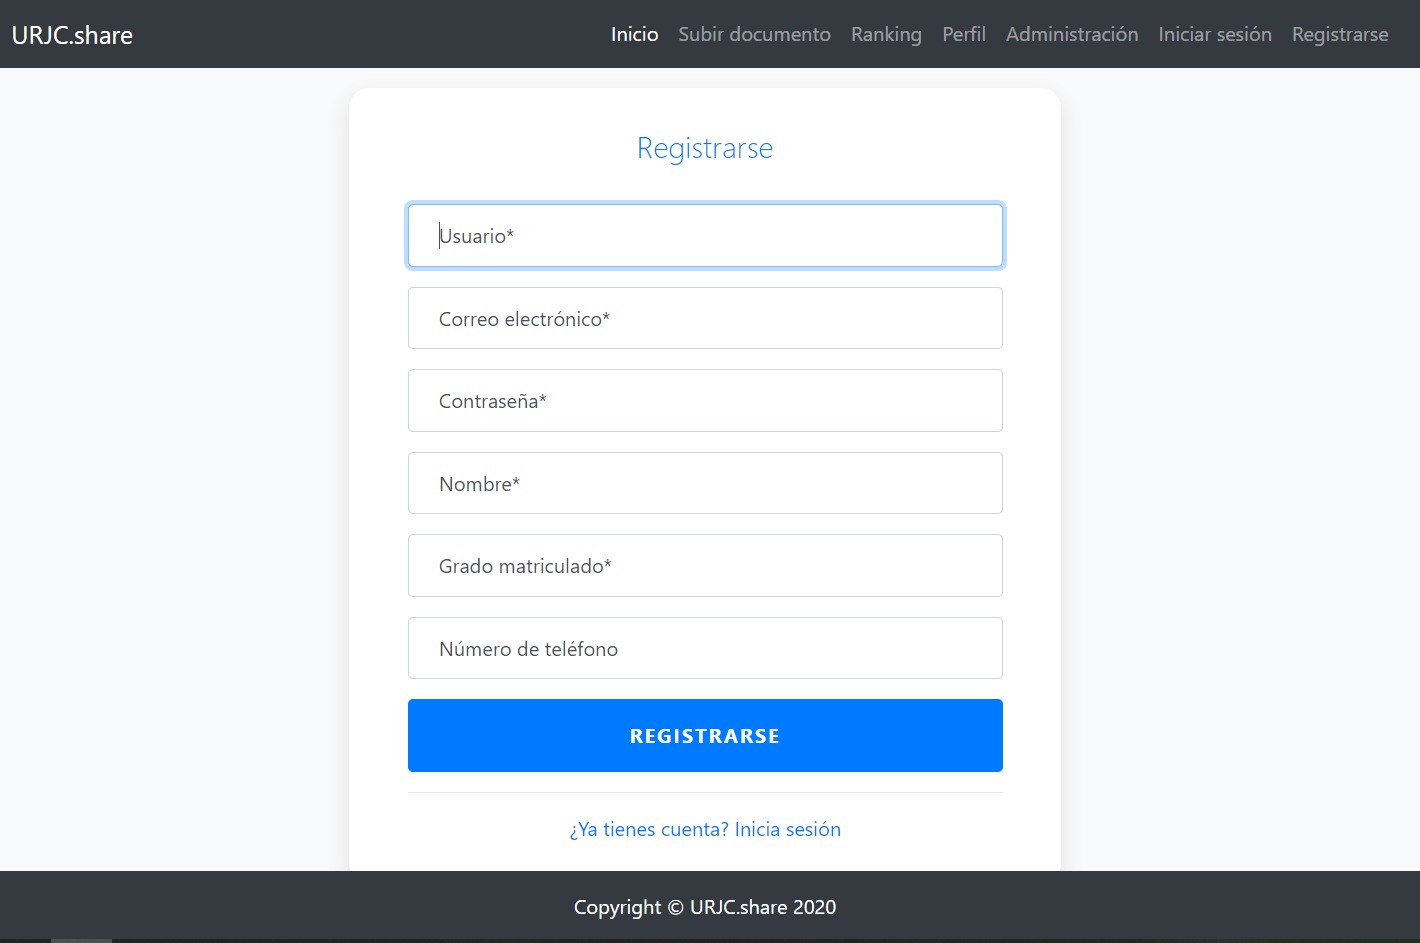 URJC.share
Inicio Subir documento Ranking Perfil Administración Iniciar sesión Registrarse
Registrarse
Usuario*
Correo electrónico*
Contraseña*
Nombre*
Grado matriculado*
Número de teléfono
REGISTRARSE
¿Ya tienes cuenta? Inicia sesión
Copyright © URJC.share 2020